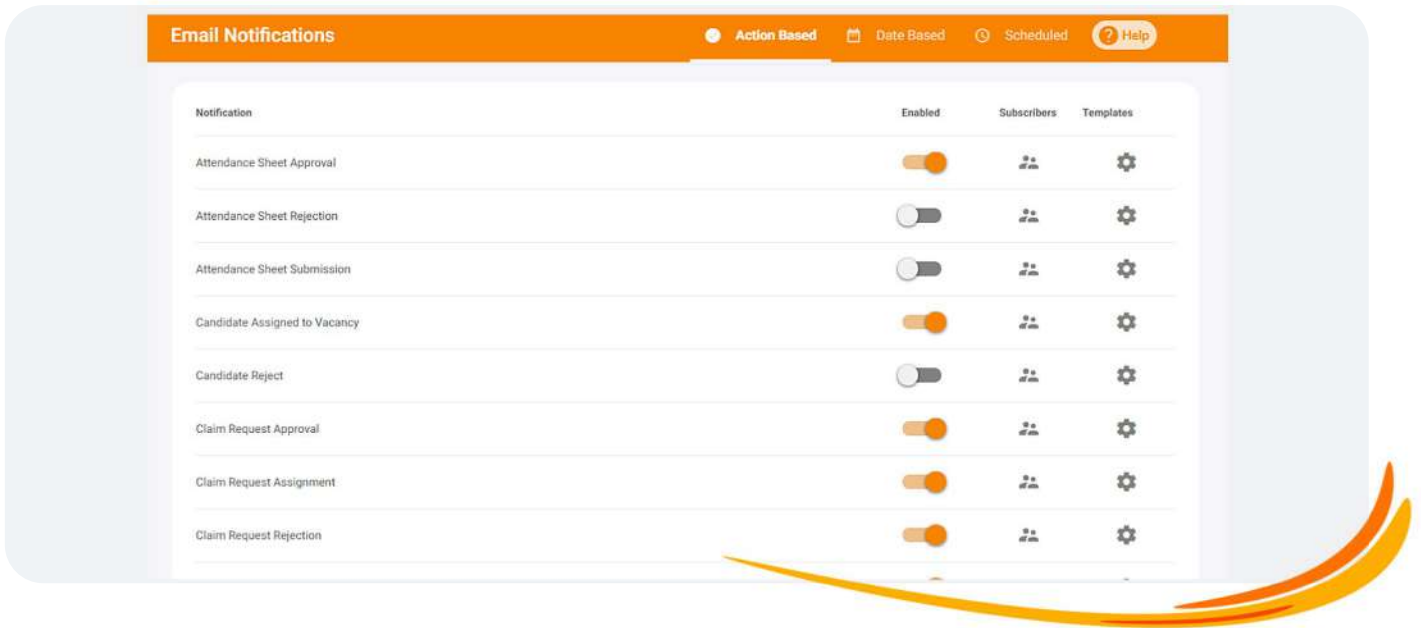 Email Notifications
Action Based
Date Based
Scheduled
? Help
Notification
Enabled
Subscribers
Templates
Attendance Sheet Approval
Attendance Sheet Rejection
Attendance Sheet Submission
Candidate Assigned to Vacancy
Candidate Reject
Claim Request Approval
Claim Request Assignment
Claim Request Rejection